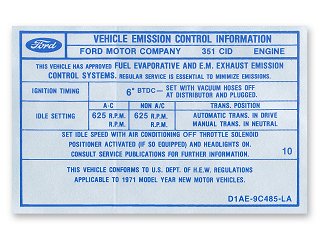 Ford
VEHICLE EMISSION CONTROL INFORMATION
FORD MOTOR COMPANY 351 CID ENGINE
THIS VEHICLE HAS APPROVED FUEL EVAPORATIVE AND E.M. EXHAUST EMISSION
CONTROL SYSTEMS. REGULAR SERVICE IS ESSENTIAL TO MINIMIZE EMISSIONS.
IGNITION TIMING 6° BTDC— SET WITH VACUUM HOSES OFF
AT DISTRIBUTOR AND PLUGGED.
A/C NON A/C TRANS. POSITION
IDLE SETTING 625 R.P.M. 625 R.P.M. AUTOMATIC TRANS. IN DRIVE
R.P.M. R.P.M. MANUAL TRANS. IN NEUTRAL
SET IDLE SPEED WITH AIR CONDITIONING OFF THROTTLE SOLENOID
POSITIONER ACTIVATED (IF SO EQUIPPED) AND HEADLIGHTS ON.
CONSULT SERVICE PUBLICATIONS FOR FURTHER INSTRUCTIONS. 10
THIS VEHICLE CONFORMS TO U.S. DEPT. OF H.E.W. REGULATIONS
APPLICABLE TO 1971 MODEL YEAR NEW MOTOR VEHICLES.
D1AE-9C485-LA